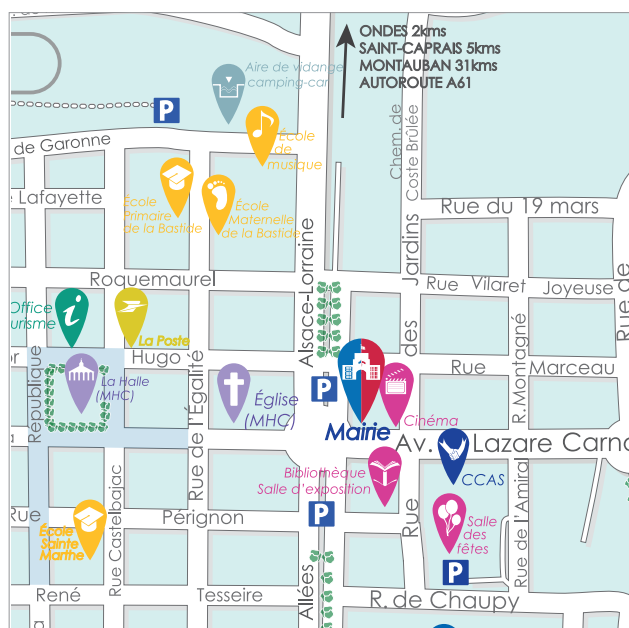 ONDES 2kms
SAINT-CAPRAIS 5kms
MONTAUBAN 31kms
AUTOROUTE A61
Aire de vidange
camping-car
P
École
de
musique
de Garonne
Chem. de
Coste Brûlée
Lafayette
École
Primaire
de la Bastide
École
Maternelle
de la Bastide
Rue du 19 mars
Alsace-Lorraine
Jardins
des
Roquemaurel
Rue Vilaret Joyeuse
Rue de
Office
urisme
i
La Poste
Hugo
République
La Halle
(MHC)
Rue de l'Égalité
Église
(MHC)
P
Mairie
Cinéma
Rue Marceau
R. Montagné
Av. Lazare Carno
CCAS
Bibliothèque
Salle d'exposition
Rue
Pérignon
Rue Castelbajac
École
Sainte
Marthe
P
Rue
Salle
des
fêtes
P
Rue de l'Amiral
René Tesseire
Allées
R. de Chaupy